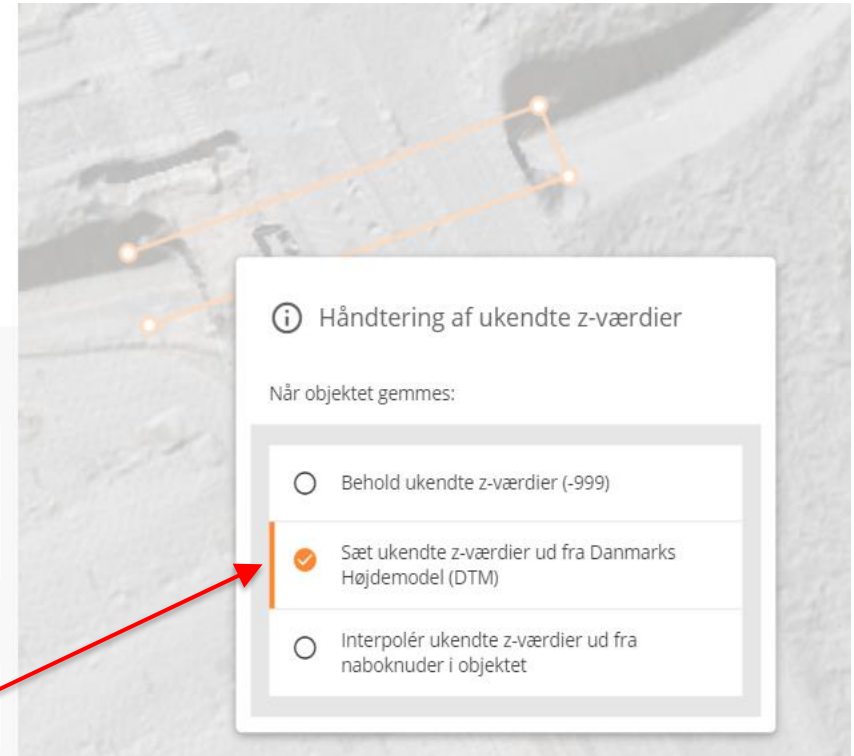 Håndtering af ukendte z-værdier
Når objektet gemmes:
Behold ukendte z-værdier (-999)
Sæt ukendte z-værdier ud fra Danmarks
Højdemodel (DTM)
Interpolér ukendte z-værdier ud fra
naboknuder i objektet